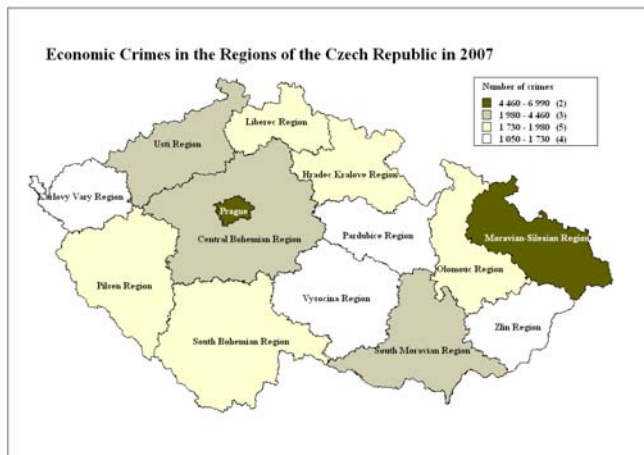 Economic Crimes in the Regions of the Czech Republic in 2007
Number of crimes
4 460 - 6 990 (2)
1 980 - 4 460 (3)
1 730 - 1 980 (5)
1 050 - 1 730 (4)
Liberec Region
Usti Region
Hradec Kralove Region
Karlovy Vary Region
Prague
Central Bohemian Region
Pardubice Region
Moravian-Silesian Region
Olomouc Region
Pilsen Region
Vysocina Region
Zlin Region
South Bohemian Region
South Moravian Region